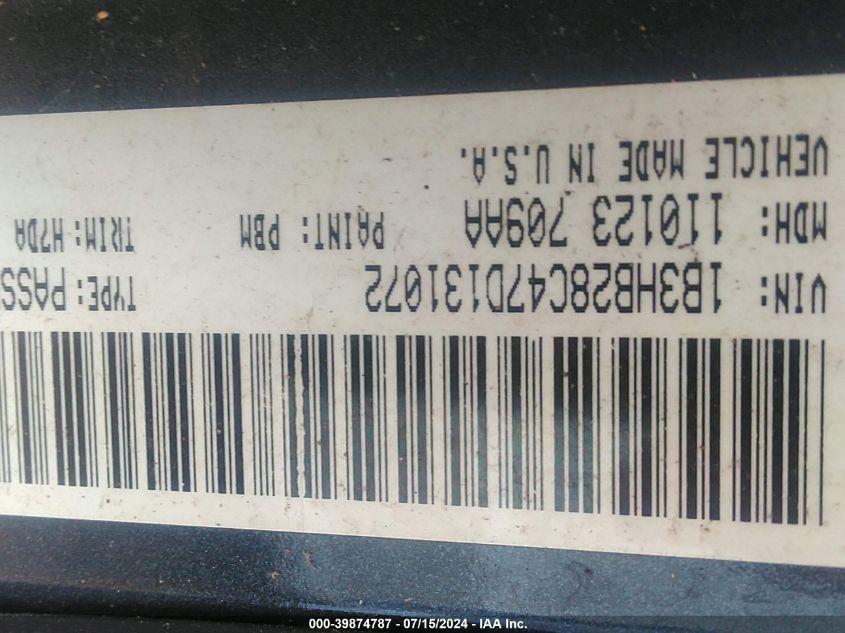 VIN: 1B3HB28C47D131072 TYPE: PASS
MDH: 110123 709AA PAINT: PBM TRIM: H7DA
VEHICLE MADE IN U.S.A.
000-39874787 - 07/15/2024 - IAA Inc.